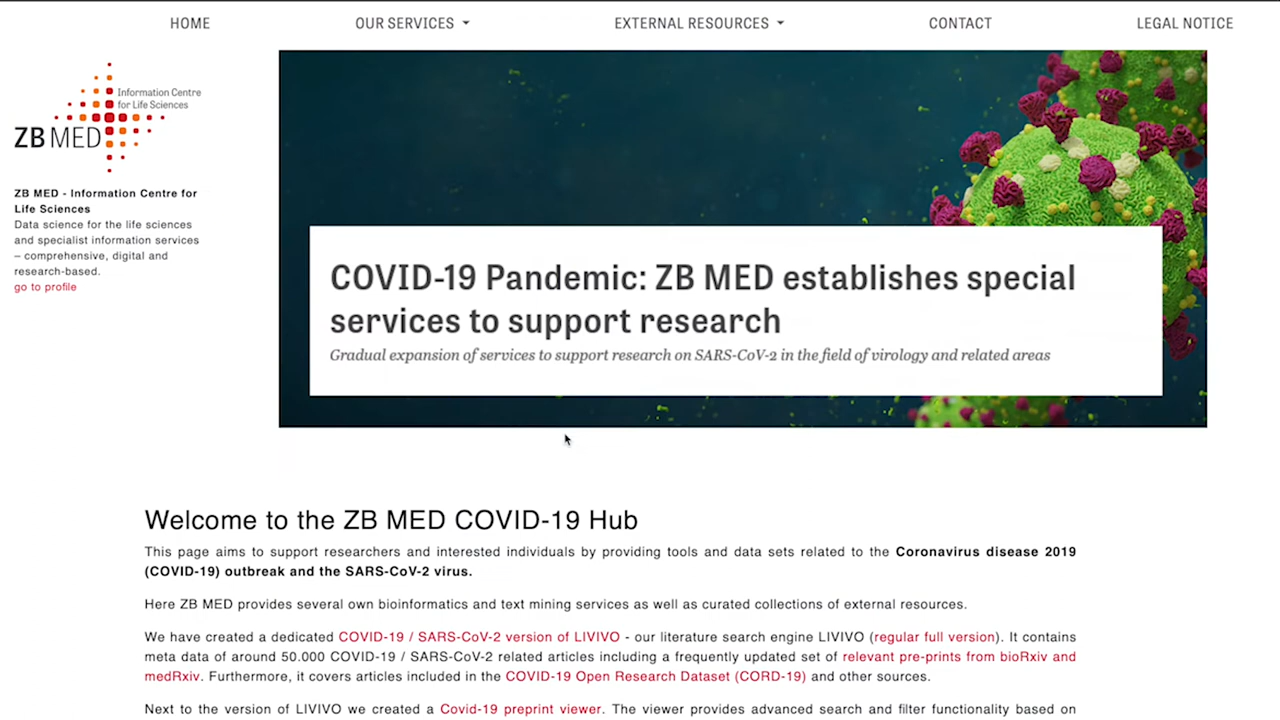 HOME OUR SERVICES EXTERNAL RESOURCES CONTACT LEGAL NOTICE
Information Centre
for Life Sciences
ZB MED
ZB MED - Information Centre for
Life Sciences
Data science for the life sciences
and specialist information services
– comprehensive, digital and
research-based.
go to profile
COVID-19 Pandemic: ZB MED establishes special
services to support research
Gradual expansion of services to support research on SARS-CoV-2 in the field of virology and related areas
Welcome to the ZB MED COVID-19 Hub
This page aims to support researchers and interested individuals by providing tools and data sets related to the Coronavirus disease 2019
(COVID-19) outbreak and the SARS-CoV-2 virus.
Here ZB MED provides several own bioinformatics and text mining services as well as curated collections of external resources.
We have created a dedicated COVID-19 / SARS-CoV-2 version of LIVIVO - our literature search engine LIVIVO (regular full version). It contains
meta data of around 50.000 COVID-19 / SARS-CoV-2 related articles including a frequently updated set of relevant pre-prints from bioRxiv and
medRxiv. Furthermore, it covers articles included in the COVID-19 Open Research Dataset (CORD-19) and other sources.
Next to the version of LIVIVO we created a Covid-19 preprint viewer. The viewer provides advanced search and filter functionality based on